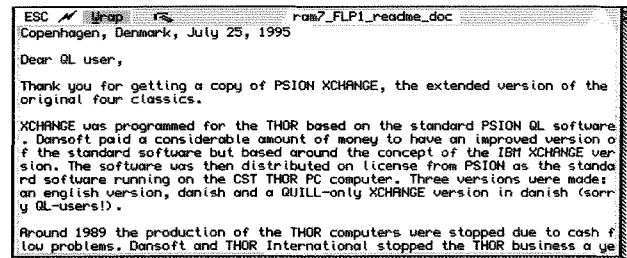 ESC Wrap ram7_FLP1_readme_doc
Copenhagen, Denmark, July 25, 1995
Dear QL user,
Thank you for getting a copy of PSION XCHANGE, the extended version of the
original four classics.
XCHANGE was programmed for the THOR based on the standard PSION QL software
. Dansoft paid a considerable amount of money to have an improved version o
f the standard software but based around the concept of the IBM XCHANGE ver
sion. The software was then distributed on license from PSION as the standa
rd software running on the CST THOR PC computer. Three versions were made:
an english version, danish and a QUILL-only XCHANGE version in danish (sorr
y QL-users!).
Around 1989 the production of the THOR computers were stopped due to cash f
low problems. Dansoft and THOR International stopped the THOR business a ye